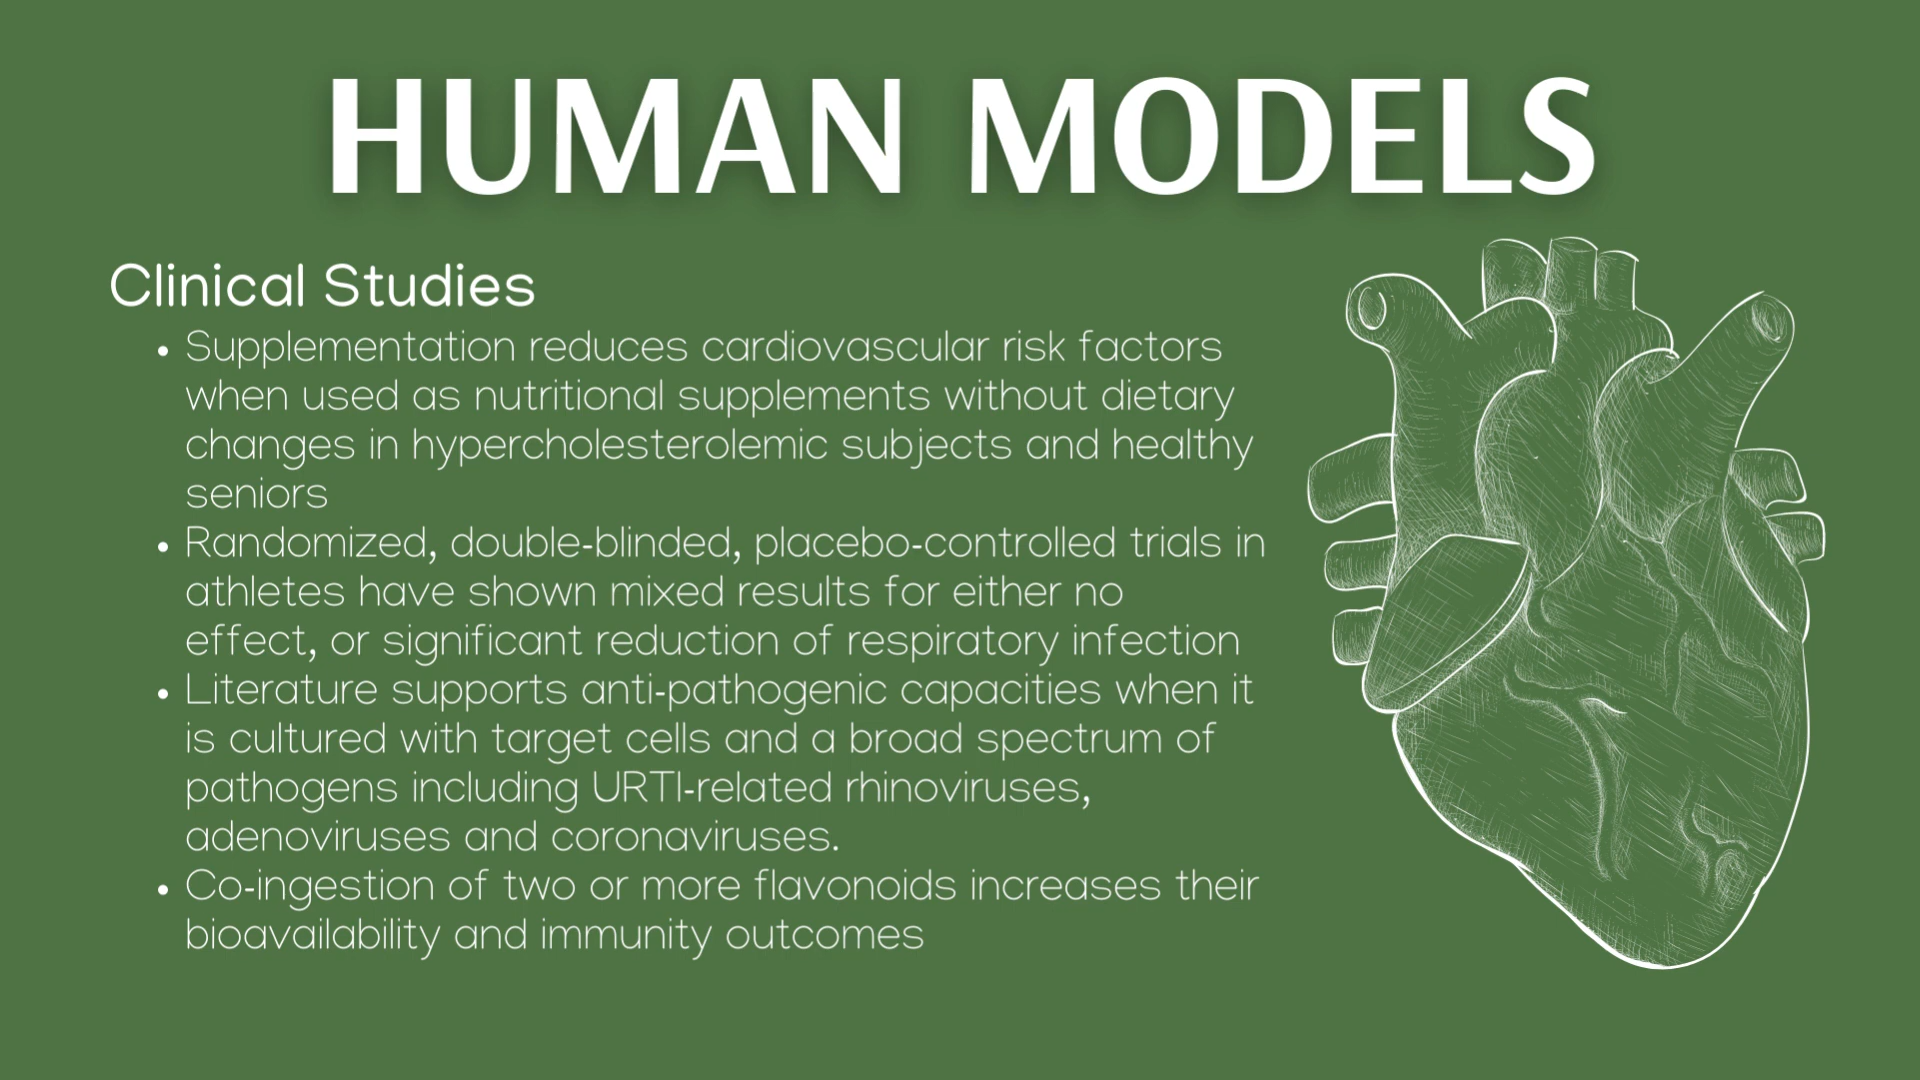 HUMAN MODELS
Clinical Studies
• Supplementation reduces cardiovascular risk factors
when used as nutritional supplements without dietary
changes in hypercholesterolemic subjects and healthy
seniors
• Randomized, double-blinded, placebo-controlled trials in
athletes have shown mixed results for either no
effect, or significant reduction of respiratory infection
• Literature supports anti-pathogenic capacities when it
is cultured with target cells and a broad spectrum of
pathogens including URTI-related rhinoviruses,
adenoviruses and coronaviruses.
• Co-ingestion of two or more flavonoids increases their
bioavailability and immunity outcomes